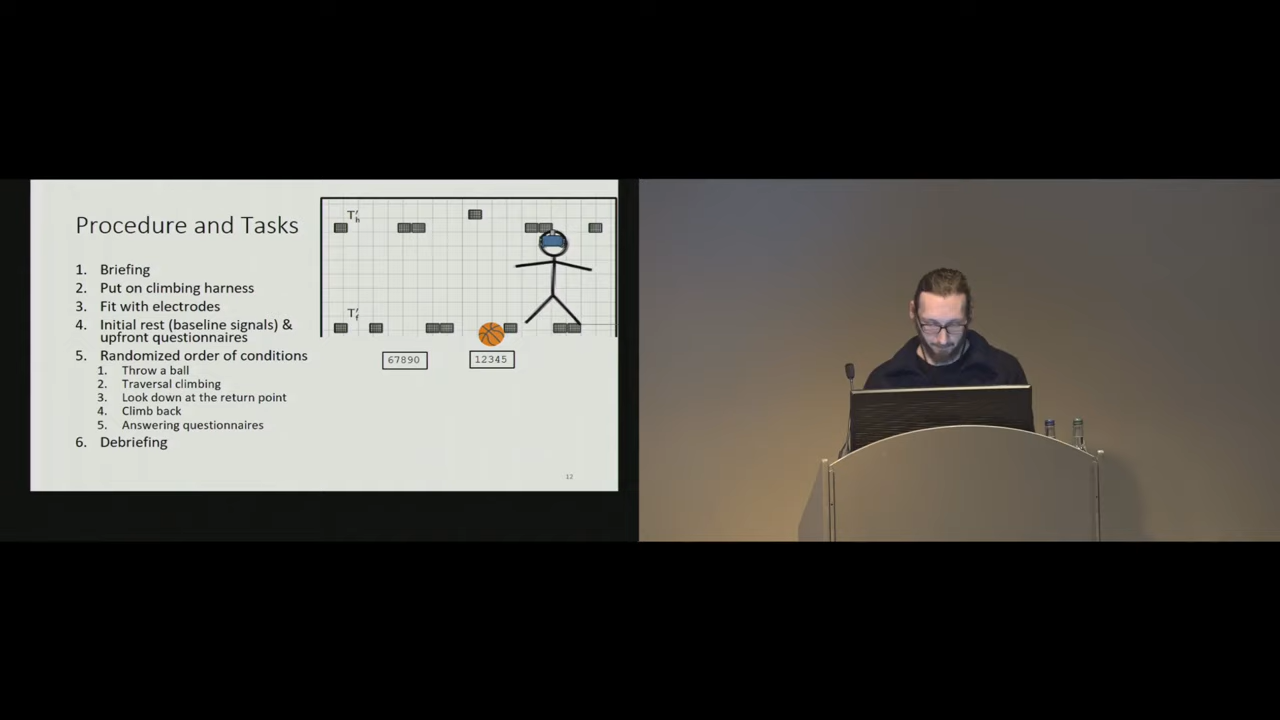 Procedure and Tasks
1. Briefing
2. Put on climbing harness
3. Fit with electrodes
4. Initial rest (baseline signals) &
upfront questionnaires
5. Randomized order of conditions
1. Throw a ball
2. Traversal climbing
3. Look down at the return point
4. Climb back
5. Answering questionnaires
6. Debriefing
T'h
T'f
67890
12345
12